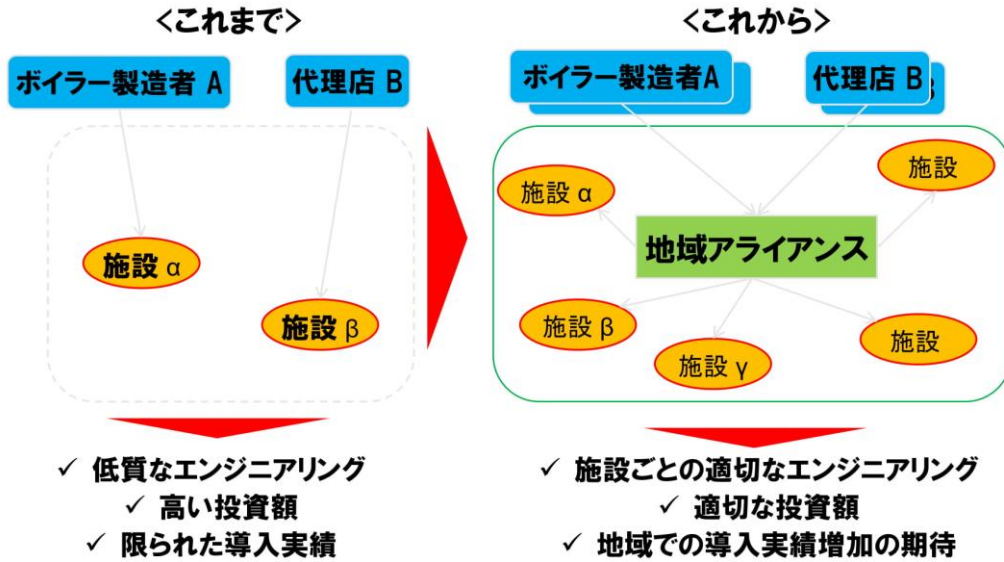 <これまで>
ボイラー製造者 A
代理店 B
施設 α
施設 β
✓ 低質なエンジニアリング
✓ 高い投資額
✓ 限られた導入実績
<これから>
ボイラー製造者A
代理店 B
B
施設 α
施設
地域アライアンス
施設 β
施設 γ
施設
✓ 施設ごとの適切なエンジニアリング
✓ 適切な投資額
✓ 地域での導入実績増加の期待